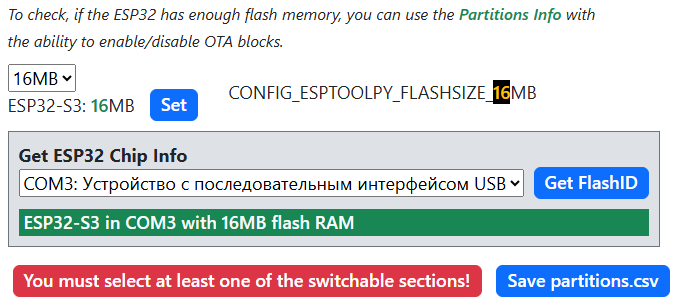 To check, if the ESP32 has enough flash memory, you can use the Partitions Info with
the ability to enable/disable OTA blocks.
16MB
ESP32-S3: 16MB Set CONFIG_ESPTOOLPY_FLASHSIZE_16MB
Get ESP32 Chip Info
COM3: Устройство с последовательным интерфейсом USB Get FlashID
ESP32-S3 in COM3 with 16MB flash RAM
You must select at least one of the switchable sections! Save partitions.csv